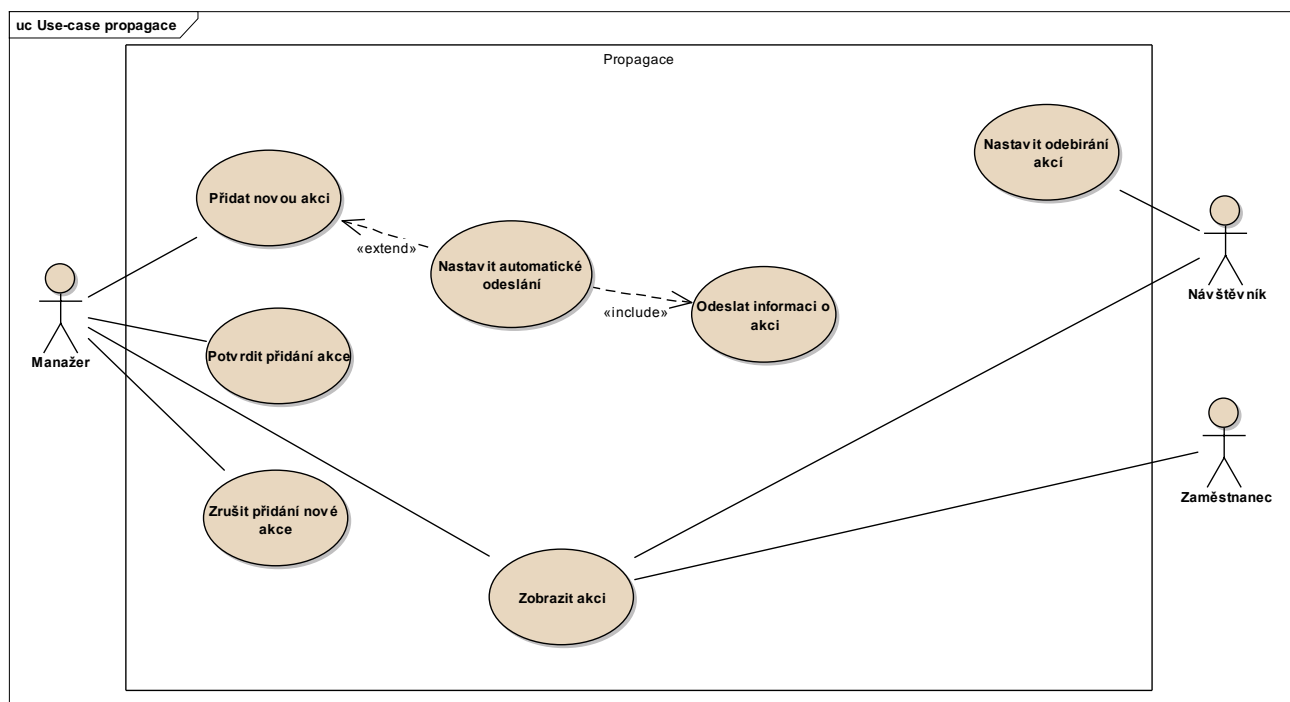 uc Use-case propagace
Propagace
Nastavit odebírání
akcí
Přidat novou akci
«extend»
Nastavit automatické
odeslání
«include»
Odeslat informaci o
akci
Návštěvník
Manažer
Potvrdit přidání akce
Zaměstnanec
Zrušit přidání nové
akce
Zobrazit akci